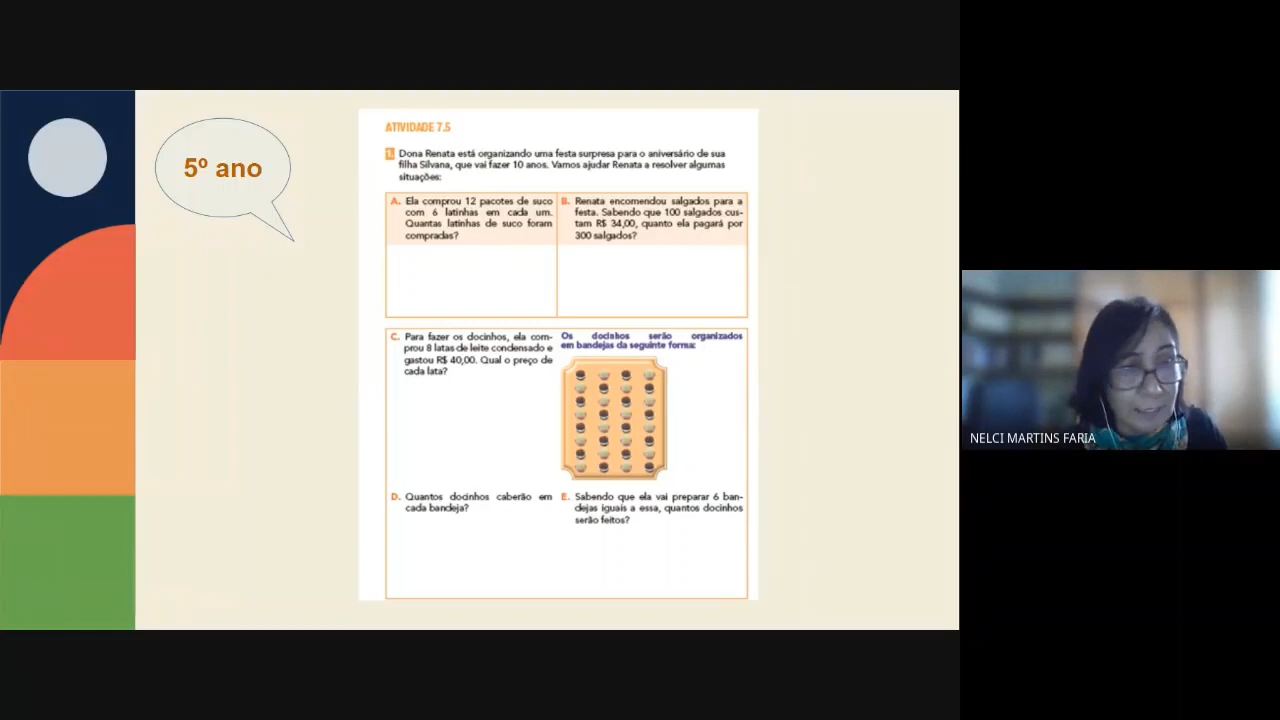 5º ano
ATIVIDADE 7.5
1. Dona Renata está organizando uma festa surpresa para o aniversário de sua
filha Silvana, que vai fazer 10 anos. Vamos ajudar Renata a resolver algumas
situações:
A. Ela comprou 12 pacotes de suco
com 6 latinhas em cada um.
Quantas latinhas de suco foram
compradas?
B. Renata encomendou salgados para a
festa. Sabendo que 100 salgados cus-
tam R$ 34,00, quanto ela pagará por
300 salgados?
C. Para fazer os docinhos, ela com-
prou 8 latas de leite condensado e
gastou R$ 40,00. Qual o preço de
cada lata?
Os docinhos serão organizados
em bandejas da seguinte forma:
D. Quantos docinhos caberão em
cada bandeja?
E. Sabendo que ela vai preparar 6 ban-
dejas iguais a essa, quantos docinhos
serão feitos?
NELCI MARTINS FARIA